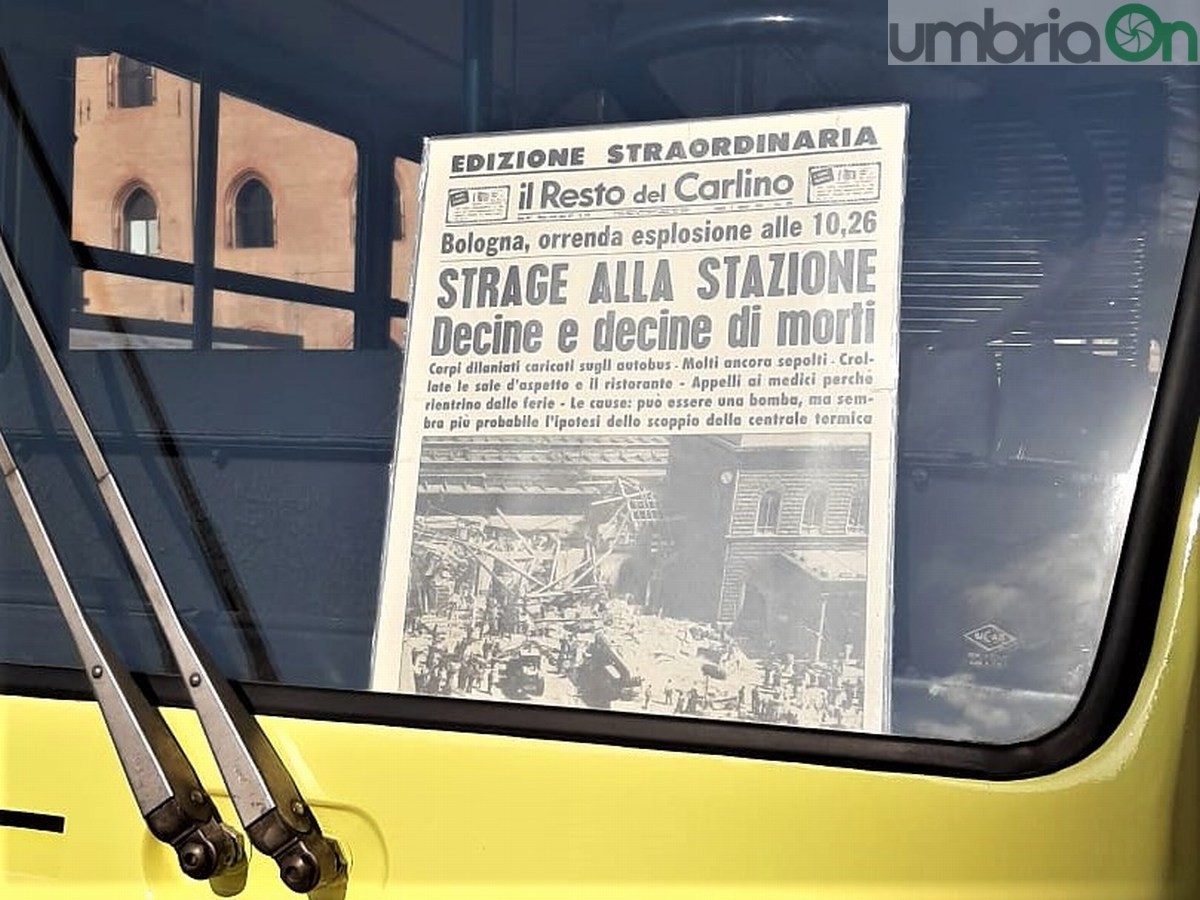 umbriaOn
EDIZIONE STRAORDINARIA
il Resto del Carlino
Bologna, orrenda esplosione alle 10,26
STRAGE ALLA STAZIONE
Decine e decine di morti
Corpi dilaniati caricati sugli autobus - Molti ancora sepolti - Crol-
late le sale d'aspetto e il ristorante - Appelli ai medici perchè
rientrino dalle ferie - Le cause: può essere una bomba, ma sem-
bra più probabile l'ipotesi dello scoppio della centrale termica